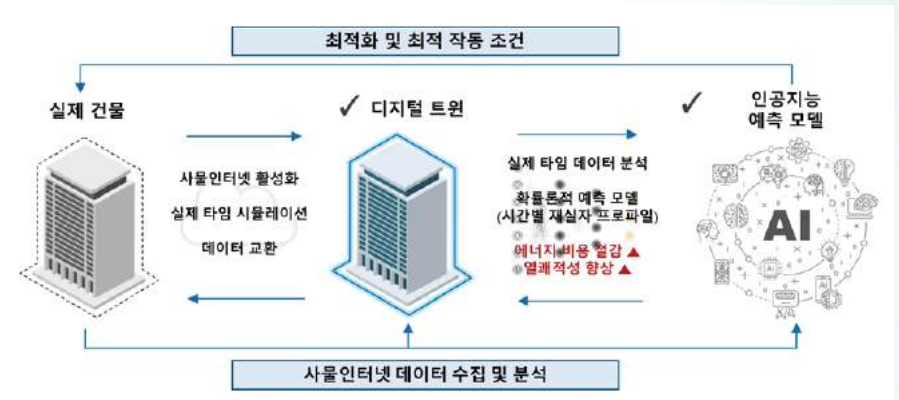 최적화 및 최적 작동 조건
실제 건물
✓ 디지털 트윈
✓ 인공지능
예측 모델
사물인터넷 활성화
실제 타임 시뮬레이션
데이터 교환
실제 타임 데이터 분석
확률론적 예측 모델
(시간별 재실자 프로파일)
에너지 비용 절감 ▲
열쾌적성 향상 ▲
AI
AI
AI
사물인터넷 데이터 수집 및 분석